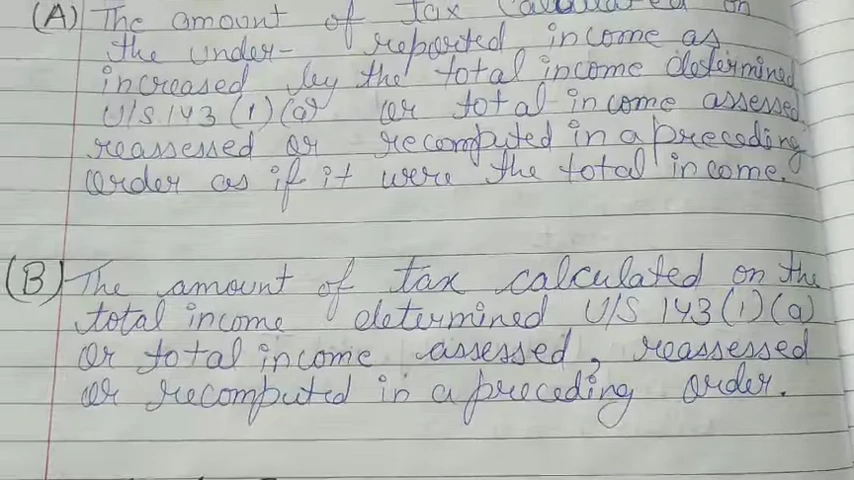 (A) The amount of tax calculated on
the under- reported income as
increased by the total income determined
U/S 143 (1) (a) or total income assessed,
reassessed or recomputed in a preceding
order as if it were the total income.
(B) The amount of tax calculated on the
total income determined U/S 143 (1) (a)
or total income assessed, reassessed
or recomputed in a preceding order.